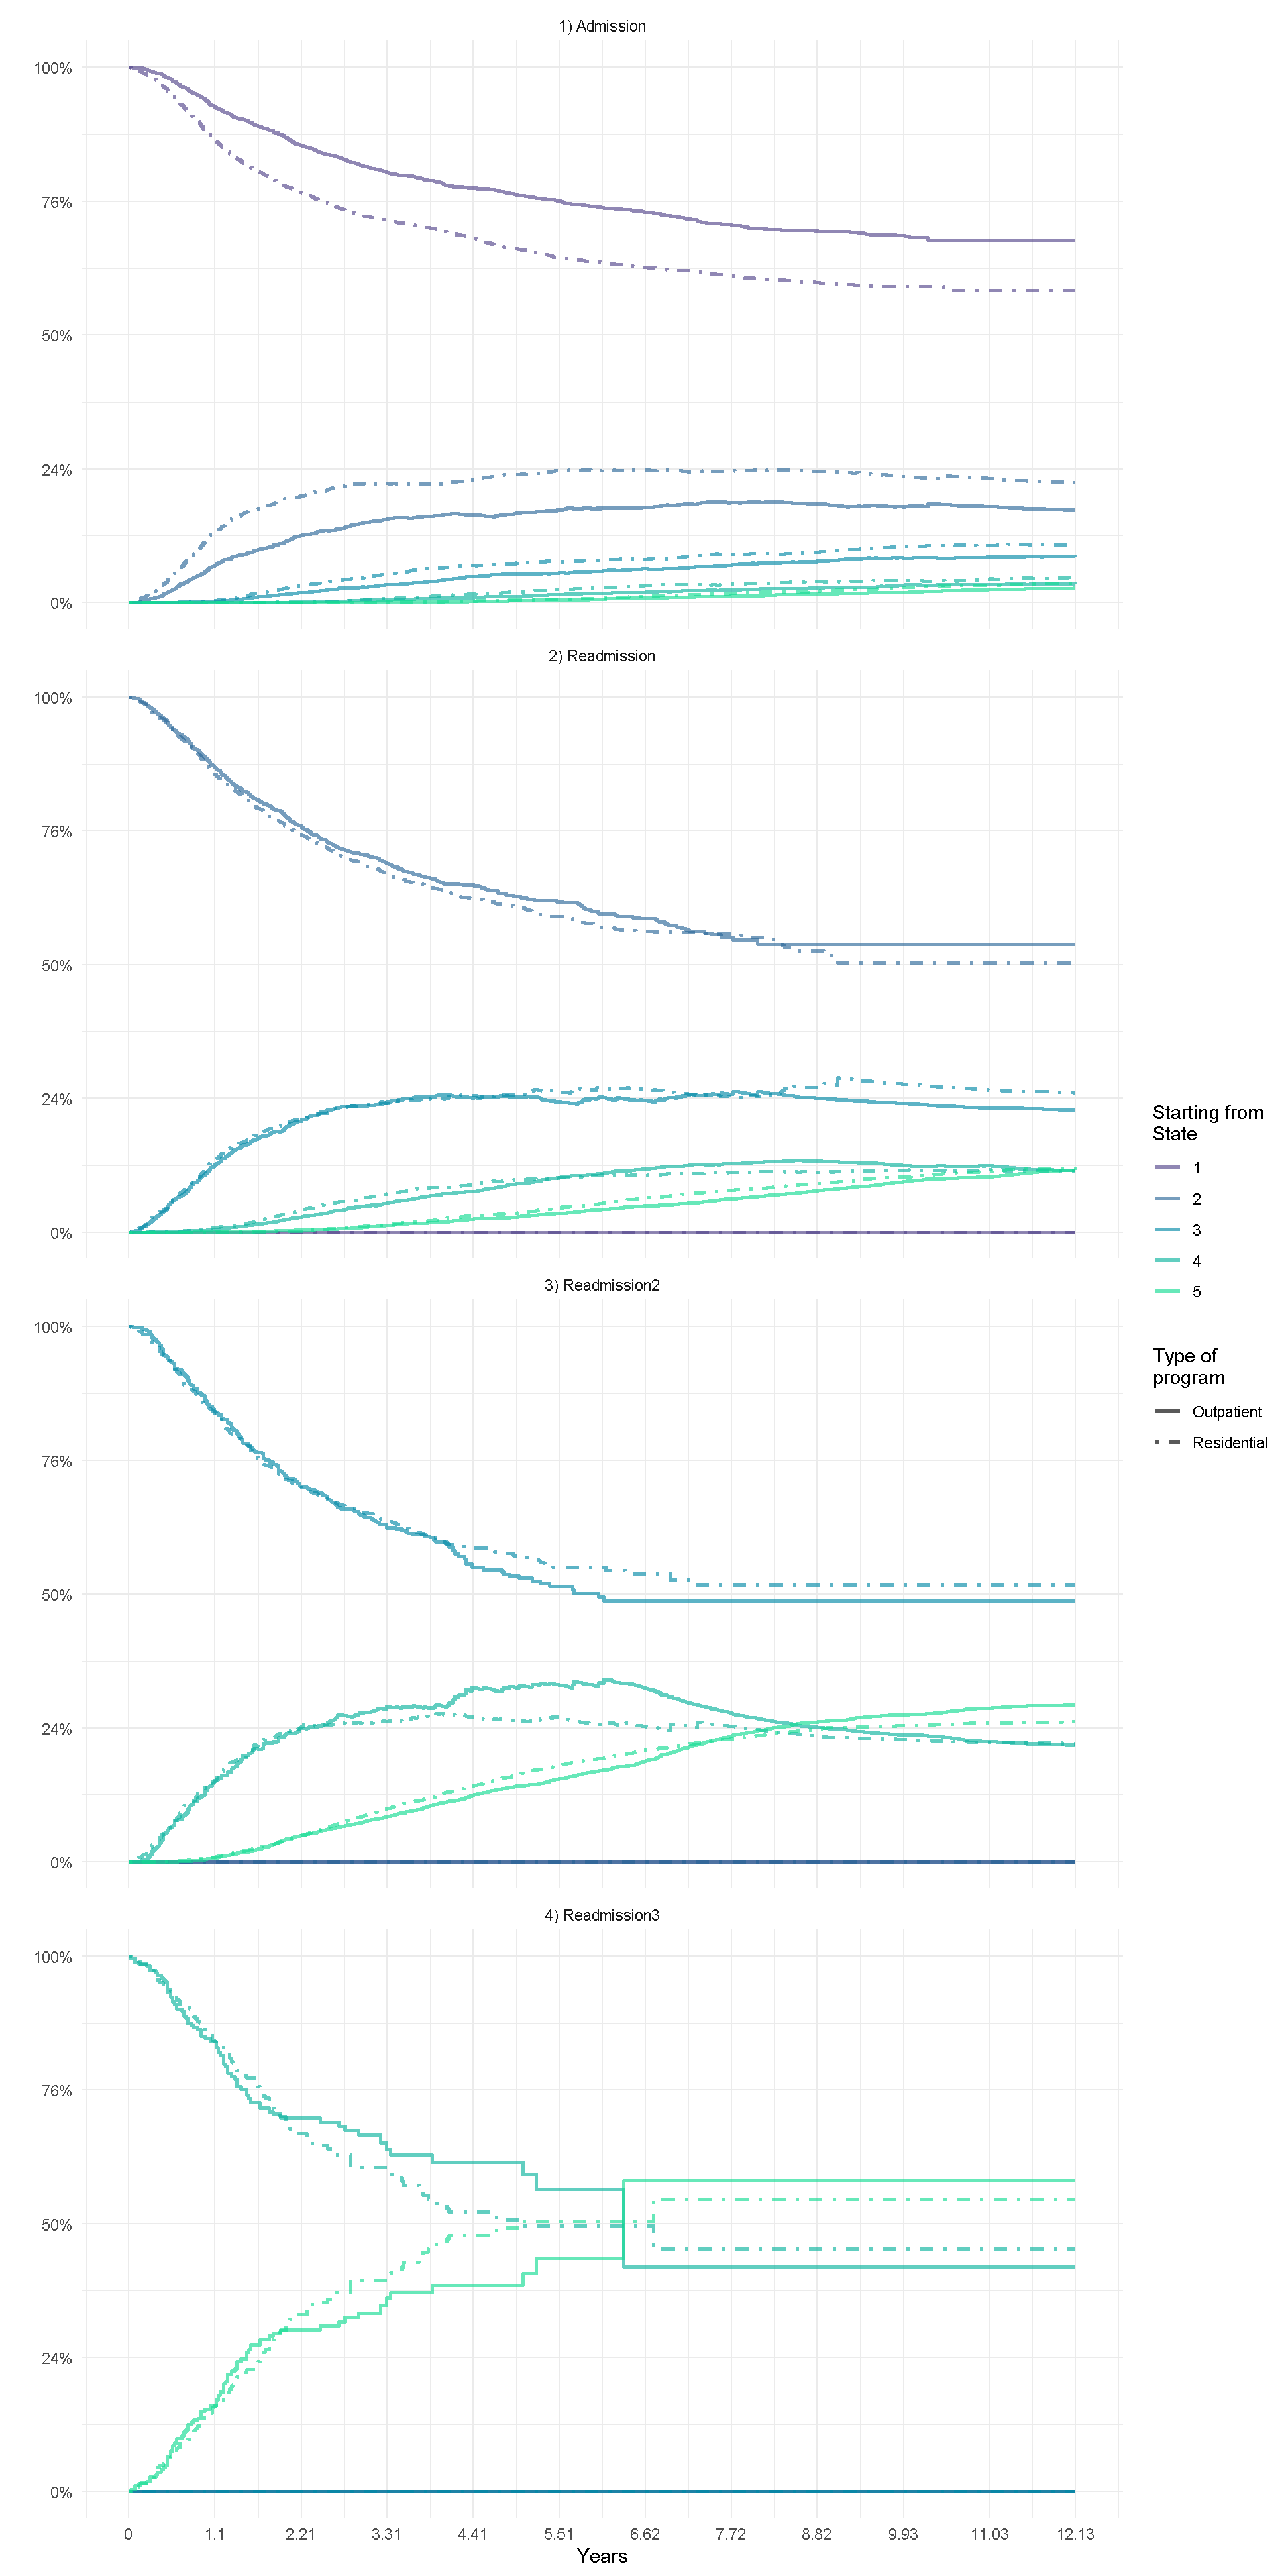 1) Admission
100%
76%
50%
24%
0%
2) Readmission
100%
76%
50%
24%
0%
Starting from
State
1
2
3
4
5
3) Readmission2
Type of
program
Outpatient
Residential
100%
76%
50%
24%
0%
4) Readmission3
100%
76%
50%
24%
0%
0 1.1 2.21 3.31 4.41 5.51 6.62 7.72 8.82 9.93 11.03 12.13
Years